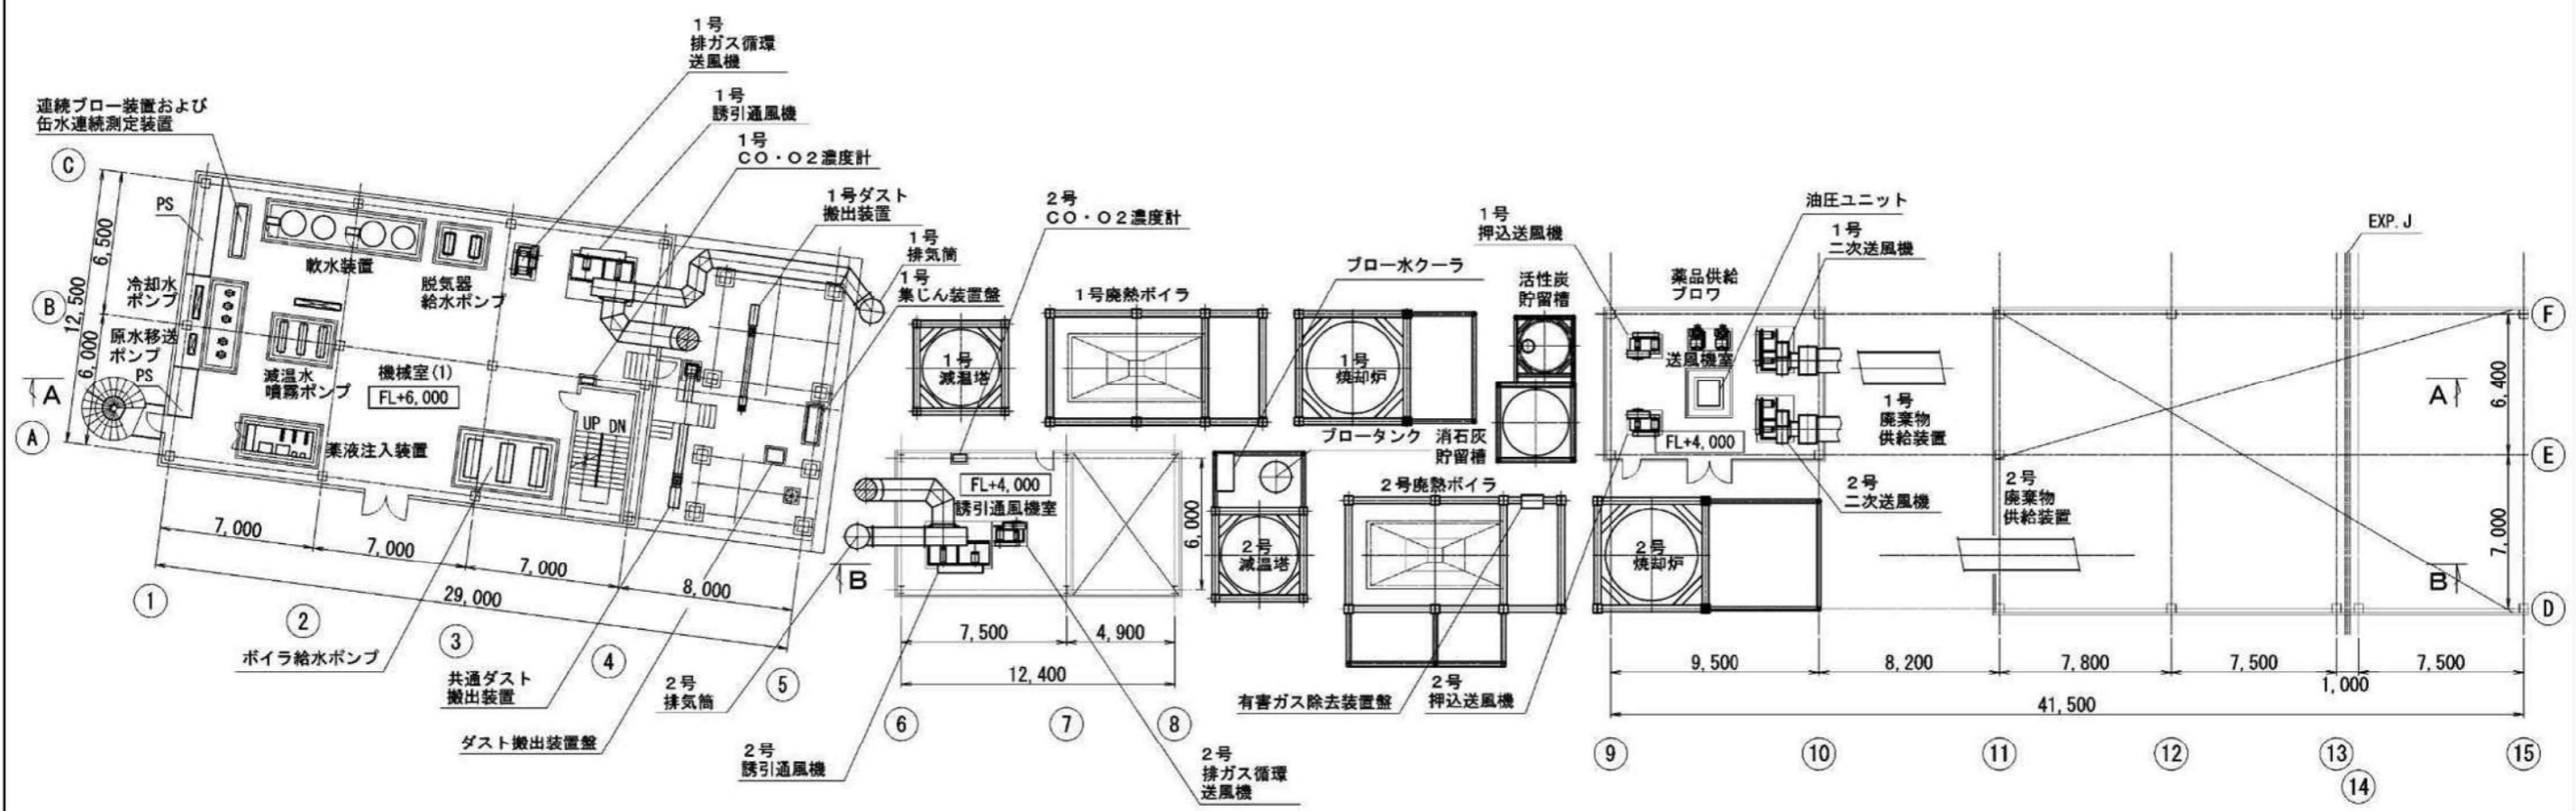 1号
排ガス循環
送風機
連続ブロー装置および
缶水連続測定装置
1号
誘引通風機
1号
CO・O2濃度計
1号ダスト
搬出装置
2号
CO・O2濃度計
1号
排気筒
1号
集じん装置盤
1号
押込送風機
油圧ユニット
1号
二次送風機
EXP. J
C
PS
6,500
12,500
B
6,000
A
A
軟水装置
脱気器
給水ポンプ
冷却水
ポンプ
原水移送
ポンプ
PS
減温水
噴霧ポンプ
機械室(1)
FL+6,000
UP DN
薬液注入装置
1号
減温塔
1号廃熱ボイラ
ブロー水クーラ
1号
焼却炉
活性炭
貯留槽
薬品供給
ブロワ
送風機室
FL+4,000
1号
廃棄物
供給装置
F
6,400
A
E
ブロータンク
消石灰
貯留槽
FL+4,000
誘引通風機室
6,000
2号
減温塔
2号廃熱ボイラ
2号
焼却炉
2号
二次送風機
2号
廃棄物
供給装置
7,000
B
B
D
7,000
7,000
7,000
8,000
29,000
1
2
3
4
5
ボイラ給水ポンプ
共通ダスト
搬出装置
ダスト搬出装置盤
2号
排気筒
2号
誘引通風機
7,500
4,900
12,400
6
7
8
2号
排ガス循環
送風機
有害ガス除去装置盤
2号
押込送風機
9,500
8,200
7,800
7,500
1,000
7,500
41,500
9
10
11
12
13
14
15